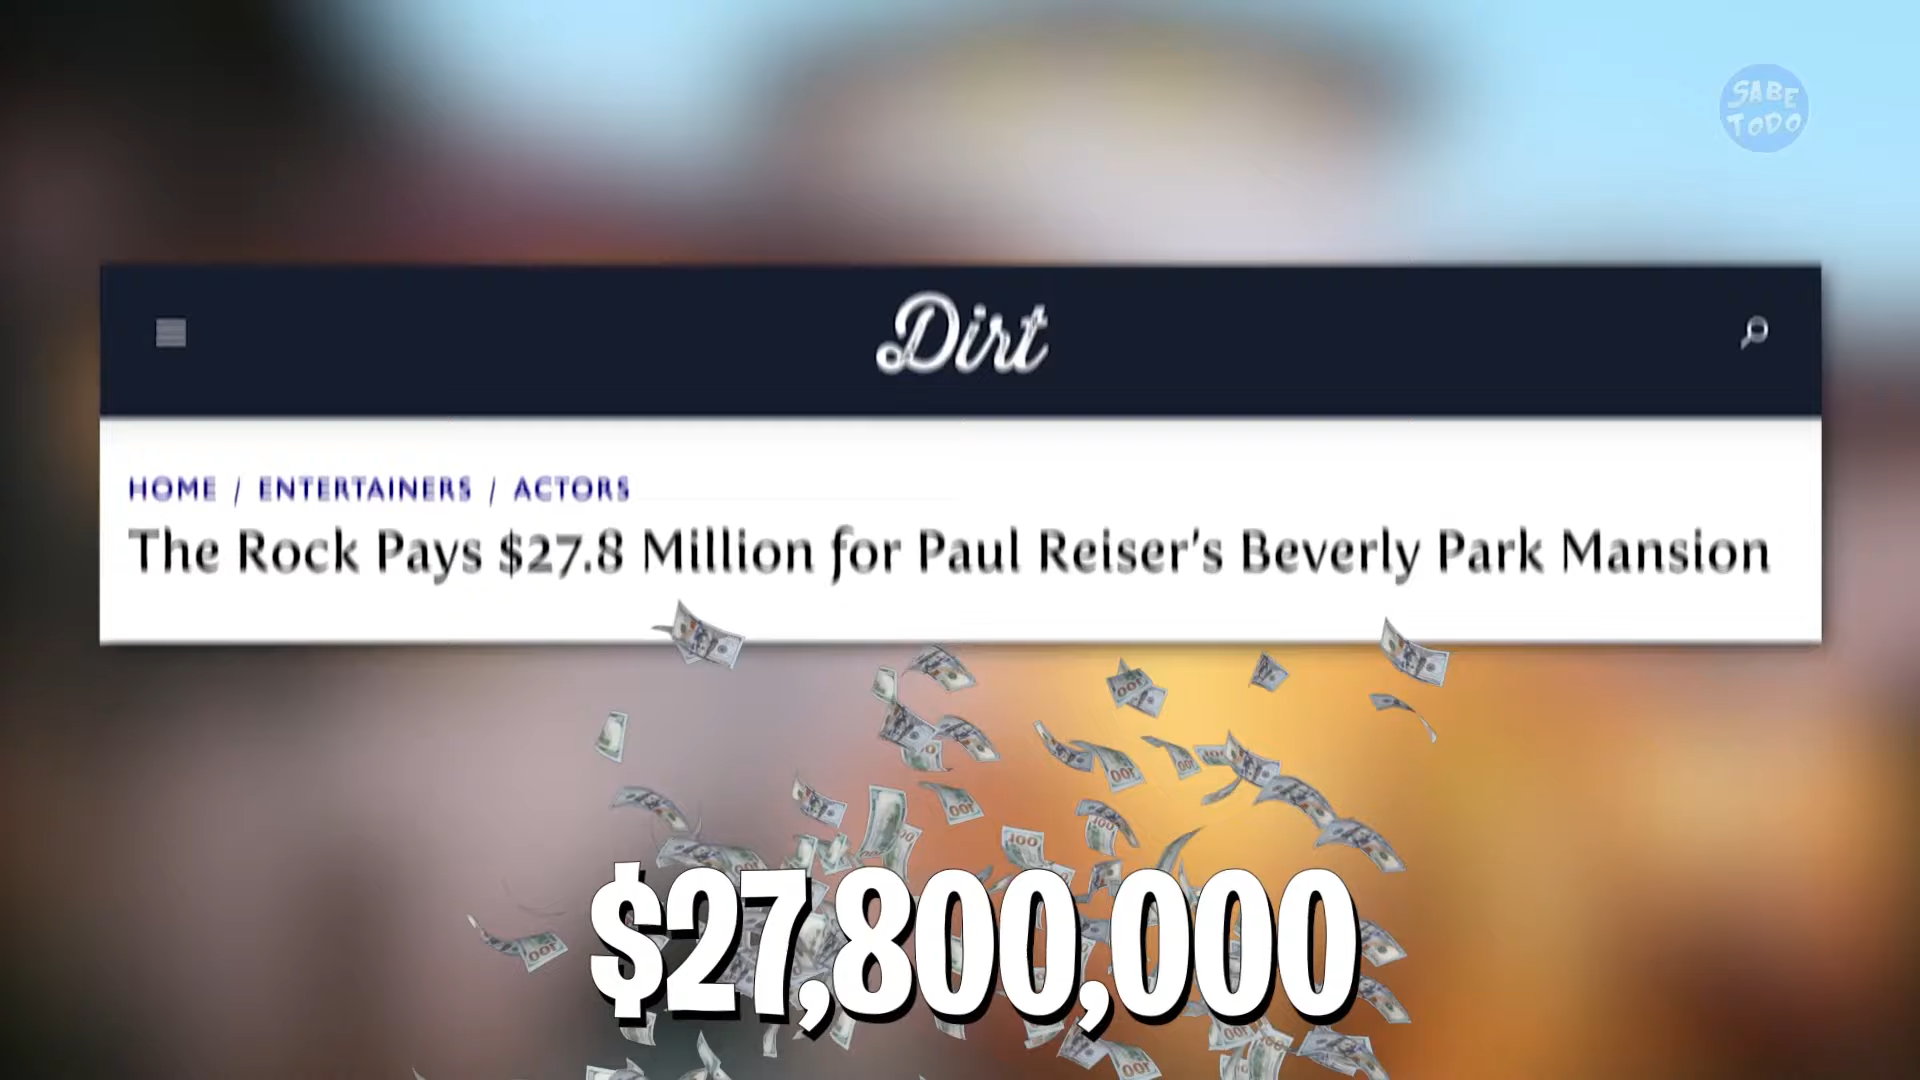 SABE
TODO
Dirt
HOME / ENTERTAINERS / ACTORS
The Rock Pays $27.8 Million for Paul Reiser's Beverly Park Mansion
$27,800,000